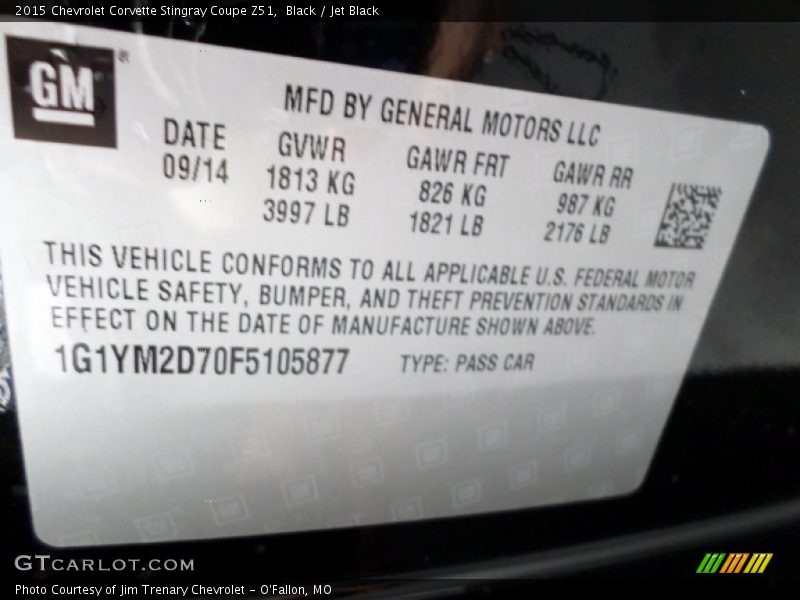 2015 Chevrolet Corvette Stingray Coupe Z51, Black / Jet Black
GM®
MFD BY GENERAL MOTORS LLC
DATE GVWR GAWR FRT GAWR RR
09/14 1813 KG 826 KG 987 KG
3997 LB 1821 LB 2176 LB
THIS VEHICLE CONFORMS TO ALL APPLICABLE U.S. FEDERAL MOTOR
VEHICLE SAFETY, BUMPER, AND THEFT PREVENTION STANDARDS IN
EFFECT ON THE DATE OF MANUFACTURE SHOWN ABOVE.
1G1YM2D70F5105877 TYPE: PASS CAR
GTCARLOT.COM
Photo Courtesy of Jim Trenary Chevrolet - O'Fallon, MO